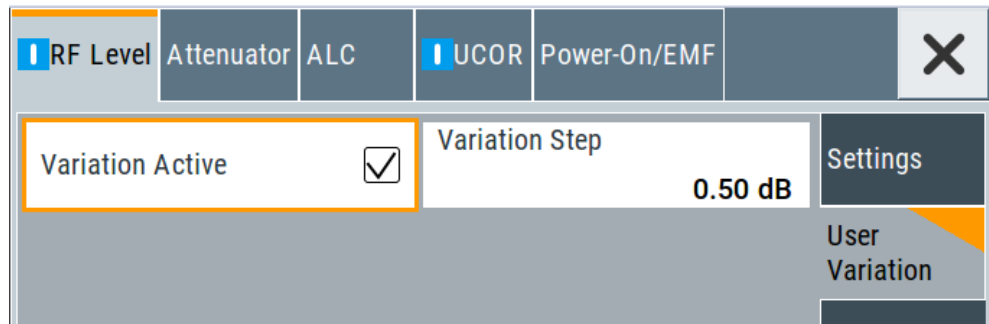 RF Level Attenuator ALC UCOR Power-On/EMF
Variation Active
Variation Step
0.50 dB
Settings
User
Variation